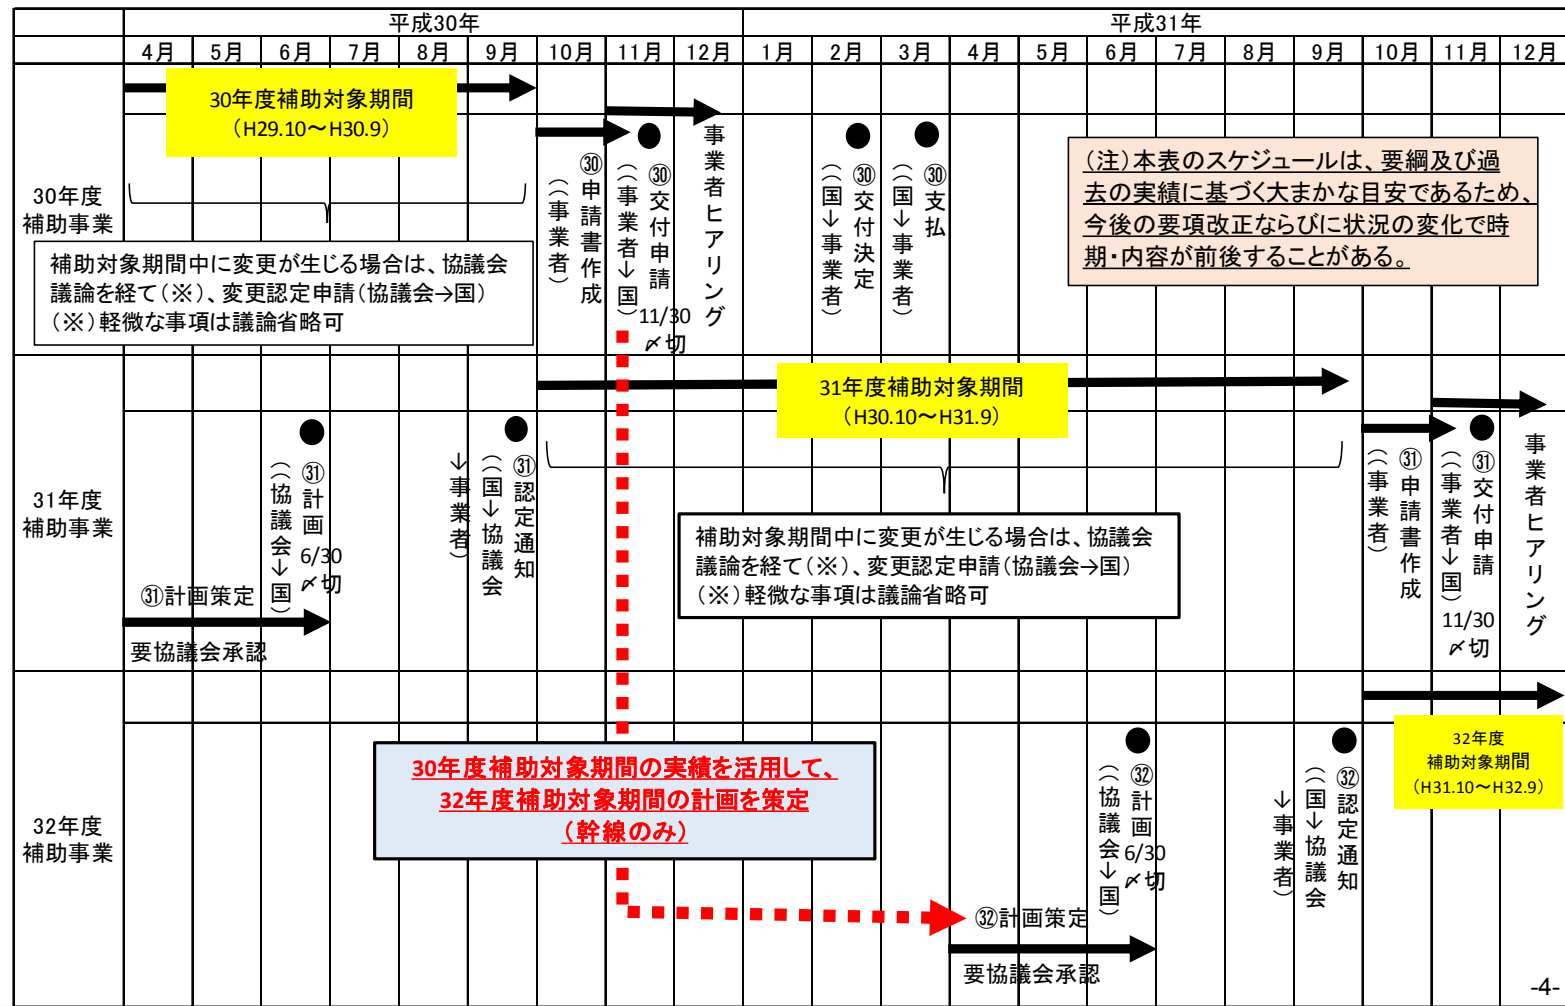 平成30年
平成31年
4月 5月 6月 7月 8月 9月 10月 11月 12月 1月 2月 3月 4月 5月 6月 7月 8月 9月 10月 11月 12月
30年度
補助事業
30年度補助対象期間
（H29.10～H30.9）
補助対象期間中に変更が生じる場合は、協議会
議論を経て（※）、変更認定申請（協議会→国）
（※）軽微な事項は議論省略可
㉚申請書作成
（（事業者）
㉚交付申請
（（事業者→国）
11/30
〆切
事業者ヒアリング
㉚交付決定
（国→事業者）
㉚支払
（国→事業者）
（注）本表のスケジュールは、要綱及び過
去の実績に基づく大まかな目安であるため、
今後の要項改正ならびに状況の変化で時
期・内容が前後することがある。
31年度
補助事業
31年度補助対象期間
（H30.10～H31.9）
㉛計画策定
要協議会承認
㉛計画
（（協議会→国）
6/30
〆切
㉛認定通知
（（国→協議会
→事業者）
補助対象期間中に変更が生じる場合は、協議会
議論を経て（※）、変更認定申請（協議会→国）
（※）軽微な事項は議論省略可
㉛申請書作成
（（事業者）
㉛交付申請
（（事業者→国）
11/30
〆切
事業者ヒアリング
32年度
補助事業
30年度補助対象期間の実績を活用して、
32年度補助対象期間の計画を策定
（幹線のみ）
㉜計画策定
要協議会承認
㉜計画
（（協議会→国）
6/30
〆切
㉜認定通知
（（国→協議会
→事業者）
32年度
補助対象期間
（H31.10～H32.9）
-4-